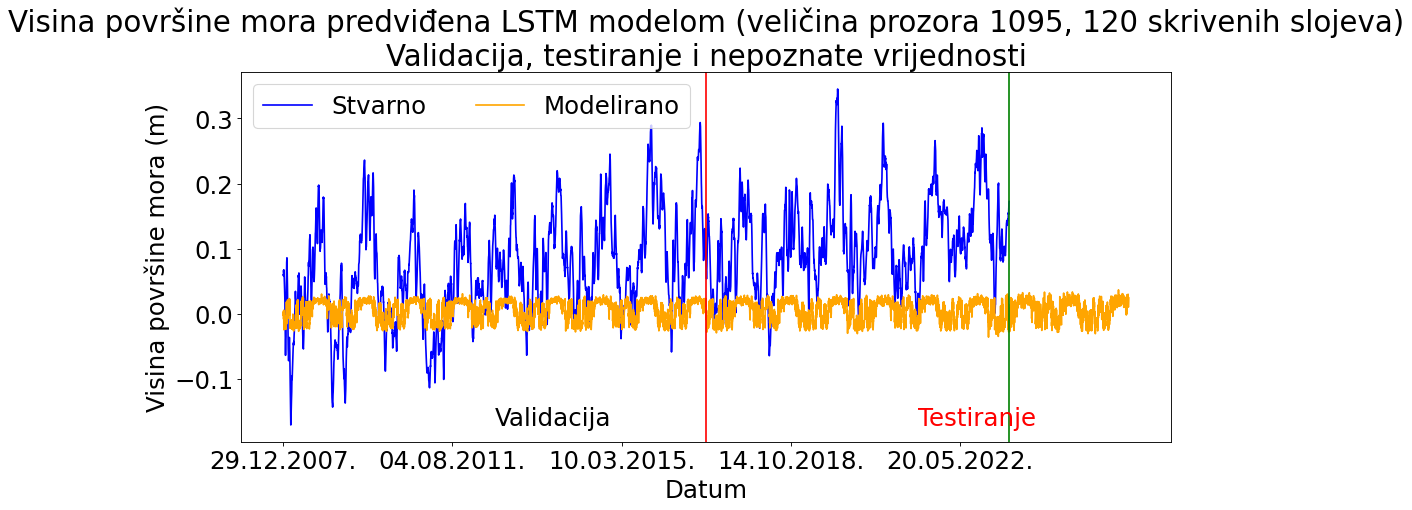 Visina površine mora predviđena LSTM modelom (veličina prozora 1095, 120 skrivenih slojeva)
Validacija, testiranje i nepoznate vrijednosti
Stvarno
Modelirano
Visina površine mora (m)
0.3
0.2
0.1
0.0
−0.1
Validacija
Testiranje
29.12.2007.
04.08.2011.
10.03.2015.
14.10.2018.
20.05.2022.
Datum